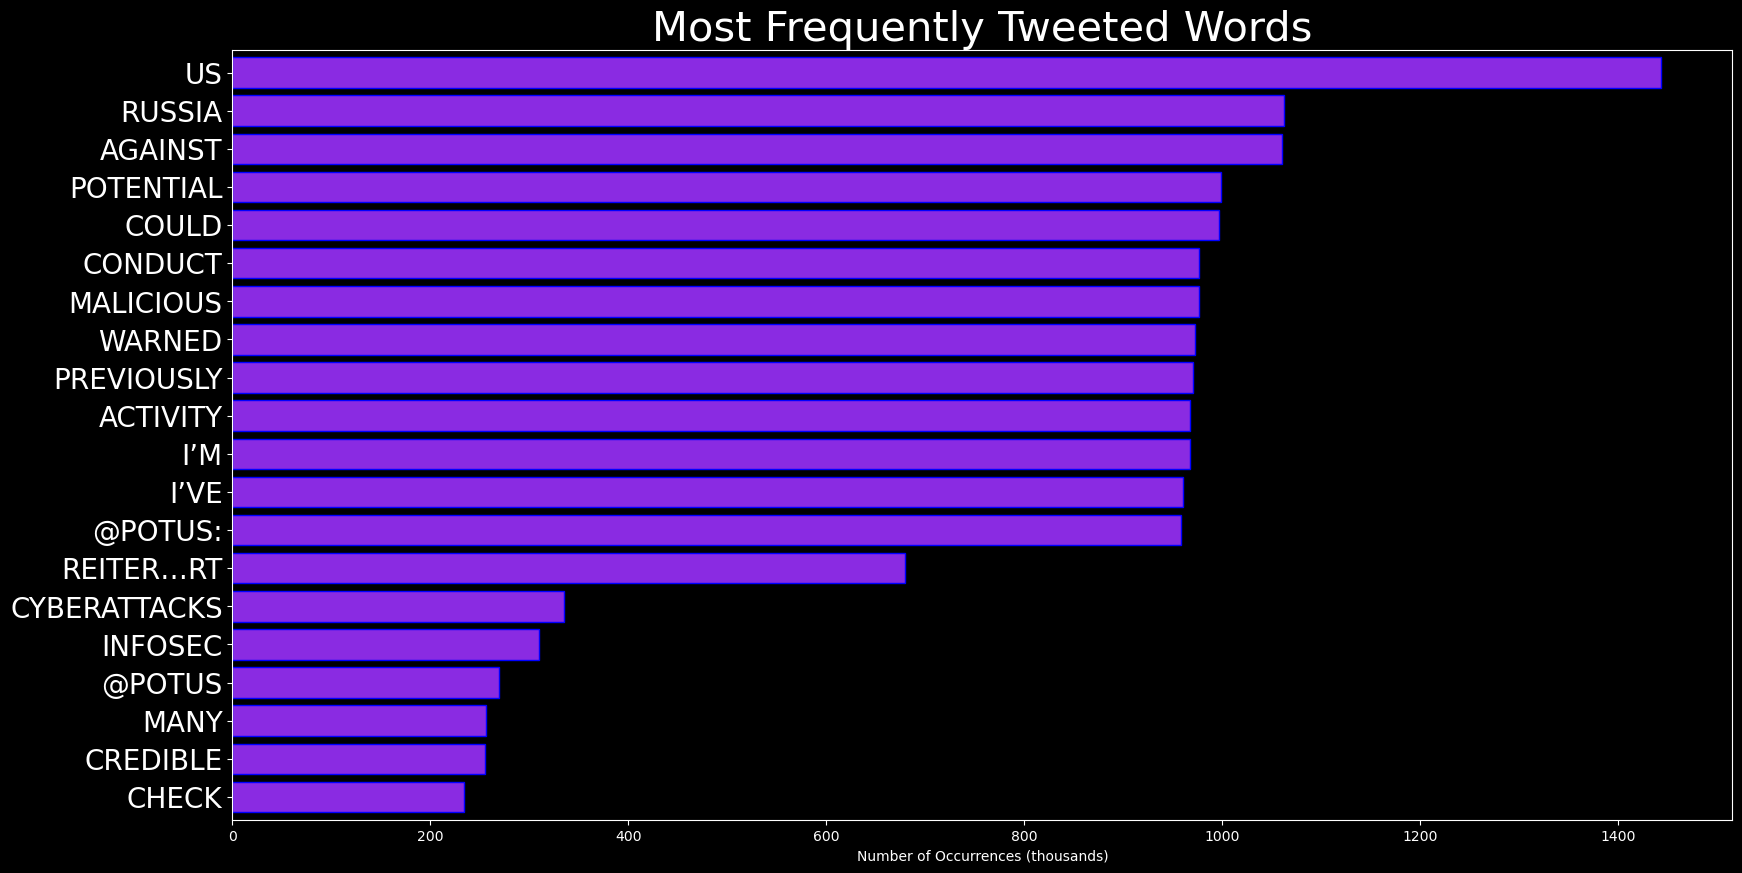 Most Frequently Tweeted Words
US
RUSSIA
AGAINST
POTENTIAL
COULD
CONDUCT
MALICIOUS
WARNED
PREVIOUSLY
ACTIVITY
I’M
I’VE
@POTUS:
REITER…RT
CYBERATTACKS
INFOSEC
@POTUS
MANY
CREDIBLE
CHECK
0 200 400 600 800 1000 1200 1400
Number of Occurrences (thousands)